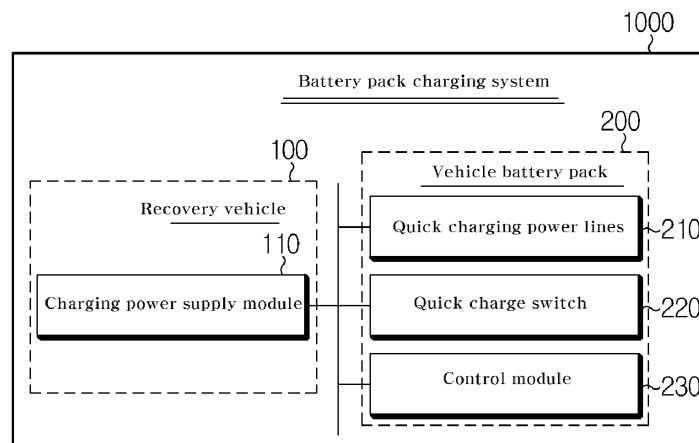 1000
Battery pack charging system
200
100
Vehicle battery pack
Recovery vehicle
Quick charging power lines
210
110
Charging power supply module
Quick charge switch
220
Control module
230